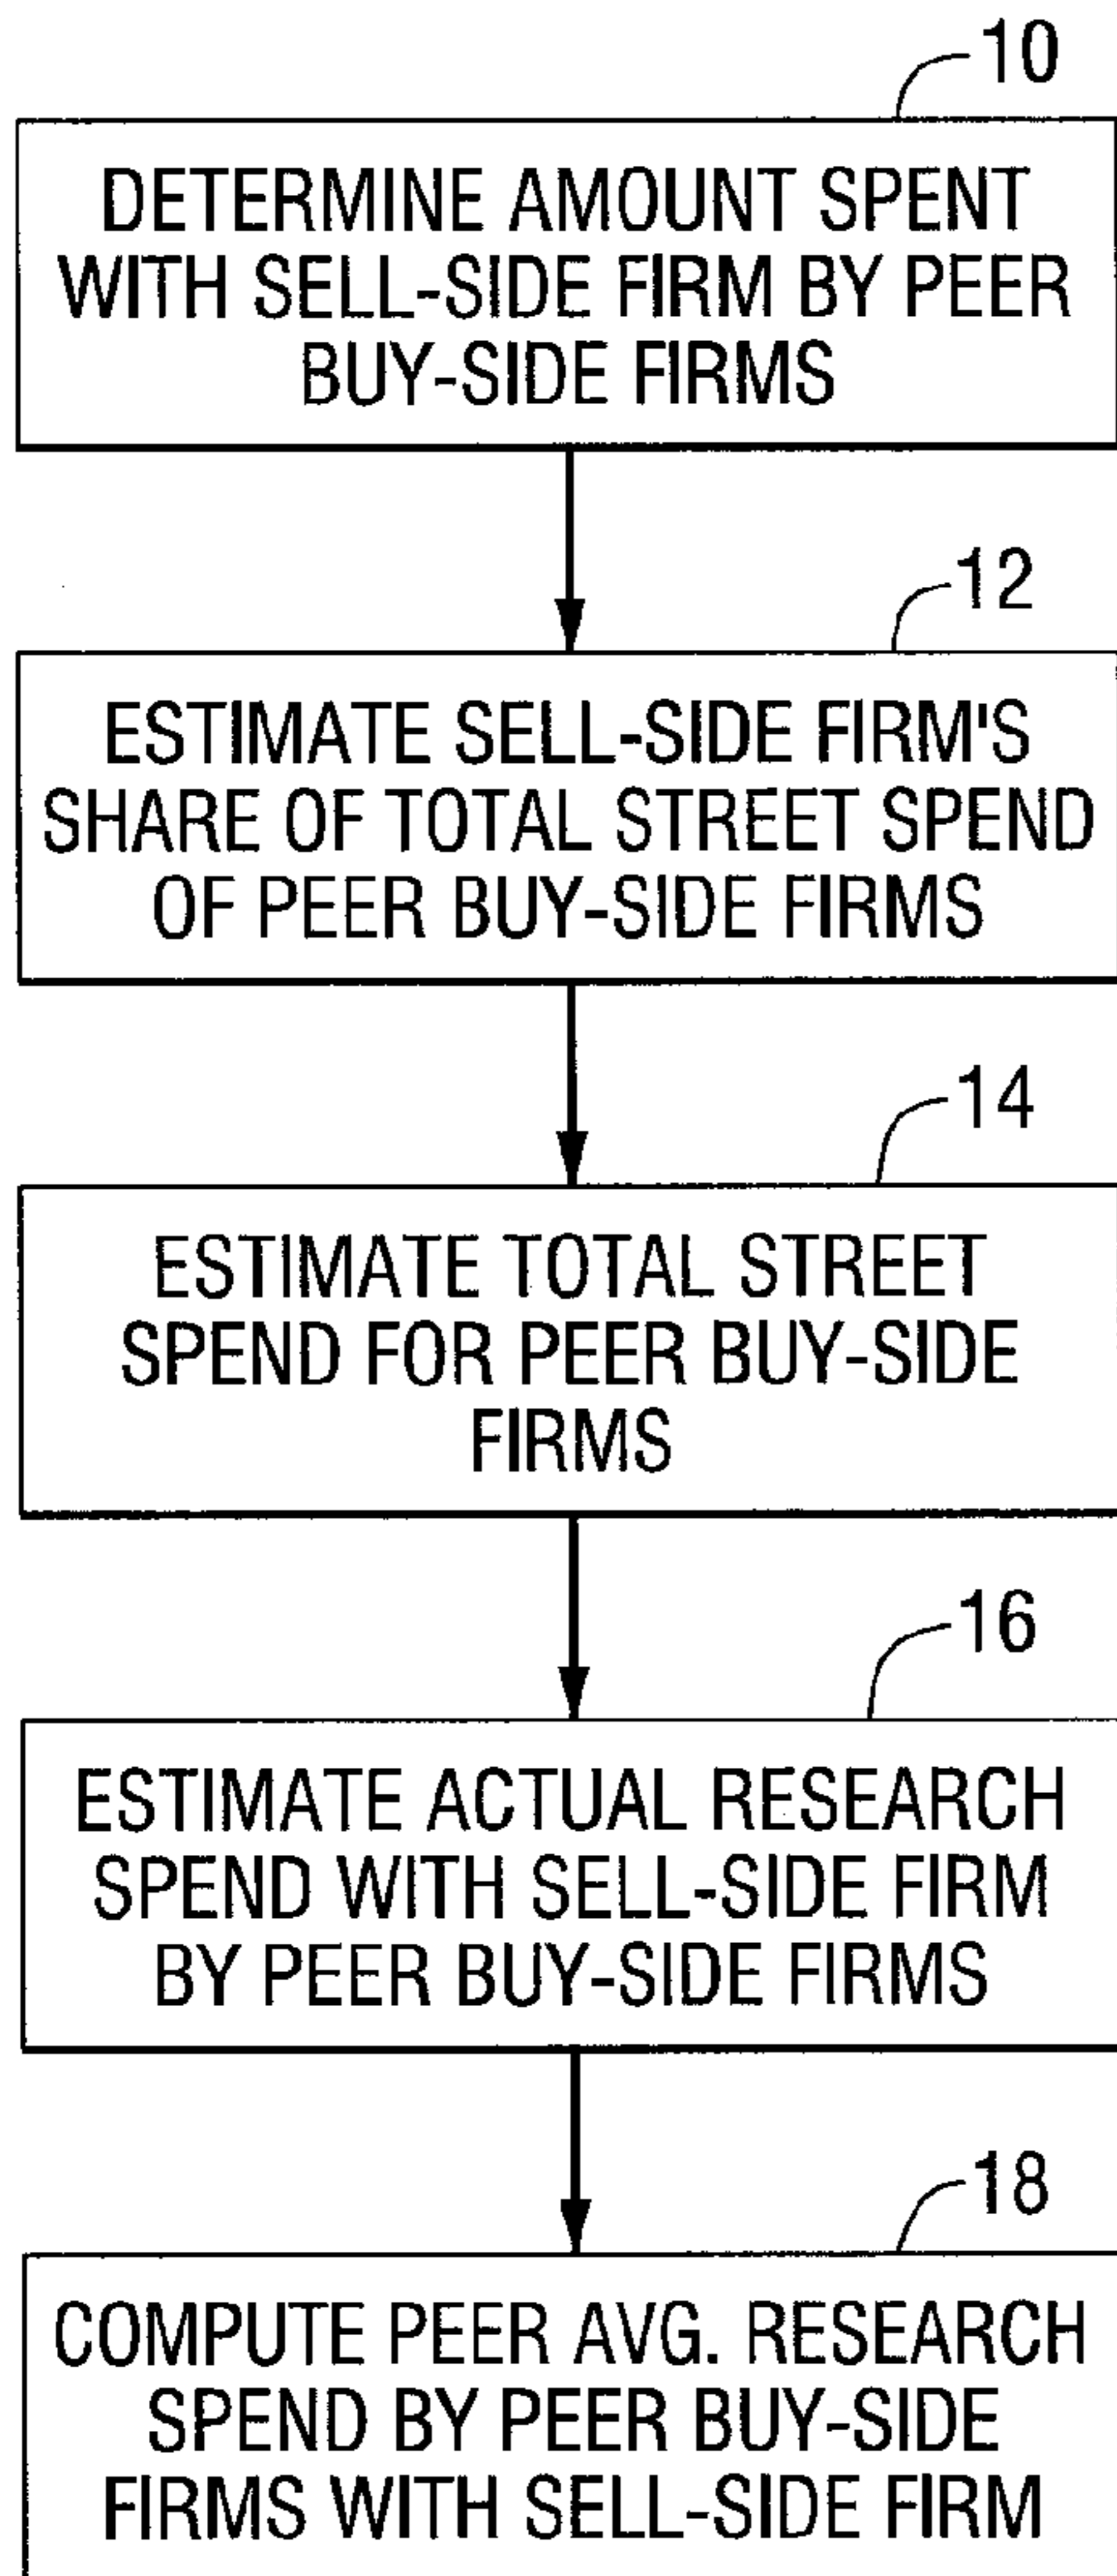 10
DETERMINE AMOUNT SPENT
WITH SELL-SIDE FIRM BY PEER
BUY-SIDE FIRMS
12
ESTIMATE SELL-SIDE FIRM'S
SHARE OF TOTAL STREET SPEND
OF PEER BUY-SIDE FIRMS
14
ESTIMATE TOTAL STREET
SPEND FOR PEER BUY-SIDE
FIRMS
16
ESTIMATE ACTUAL RESEARCH
SPEND WITH SELL-SIDE FIRM
BY PEER BUY-SIDE FIRMS
18
COMPUTE PEER AVG. RESEARCH
SPEND BY PEER BUY-SIDE
FIRMS WITH SELL-SIDE FIRM